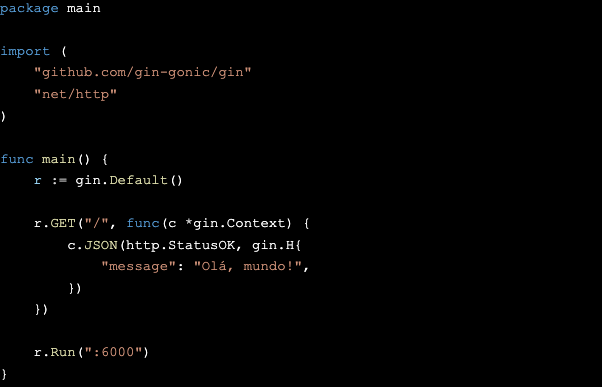 package main

import (
    "github.com/gin-gonic/gin"
    "net/http"
)

func main() {
    r := gin.Default()

    r.GET("/", func(c *gin.Context) {
        c.JSON(http.StatusOK, gin.H{
            "message": "Olá, mundo!",
        })
    })

    r.Run(":6000")
}